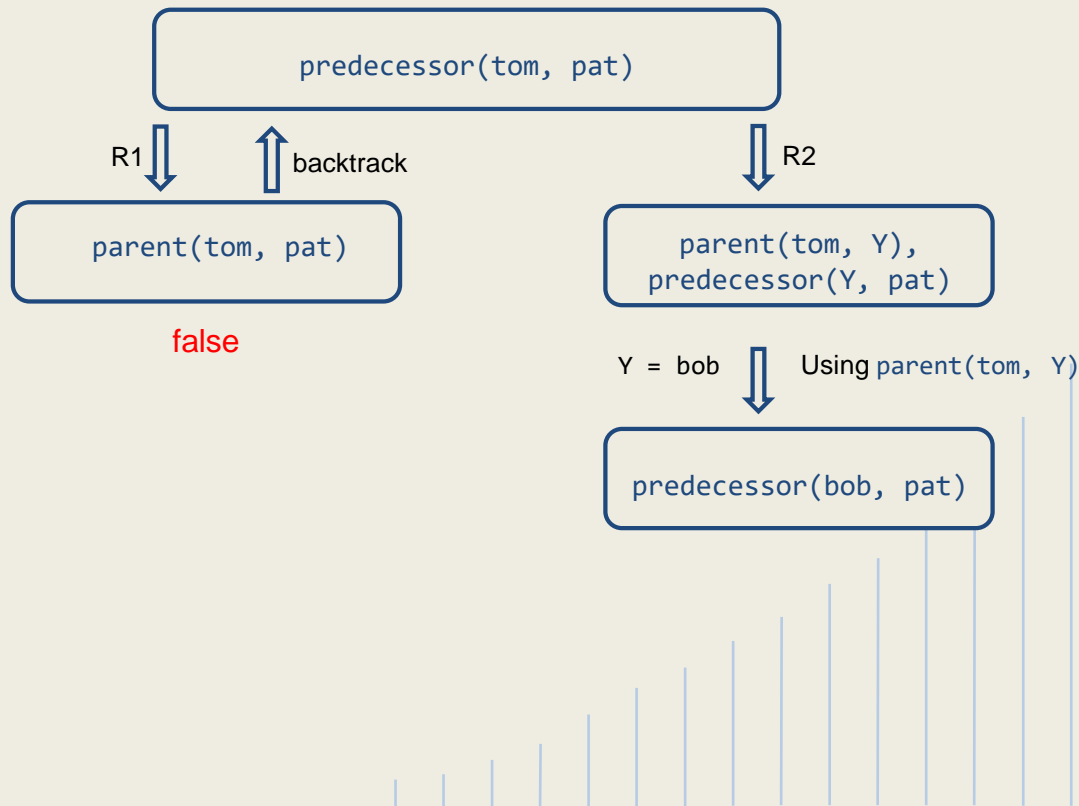 predecessor(tom, pat)
R1
backtrack
R2
parent(tom, pat)
parent(tom, Y),
predecessor(Y, pat)
false
Y = bob
Using parent(tom, Y)
predecessor(bob, pat)